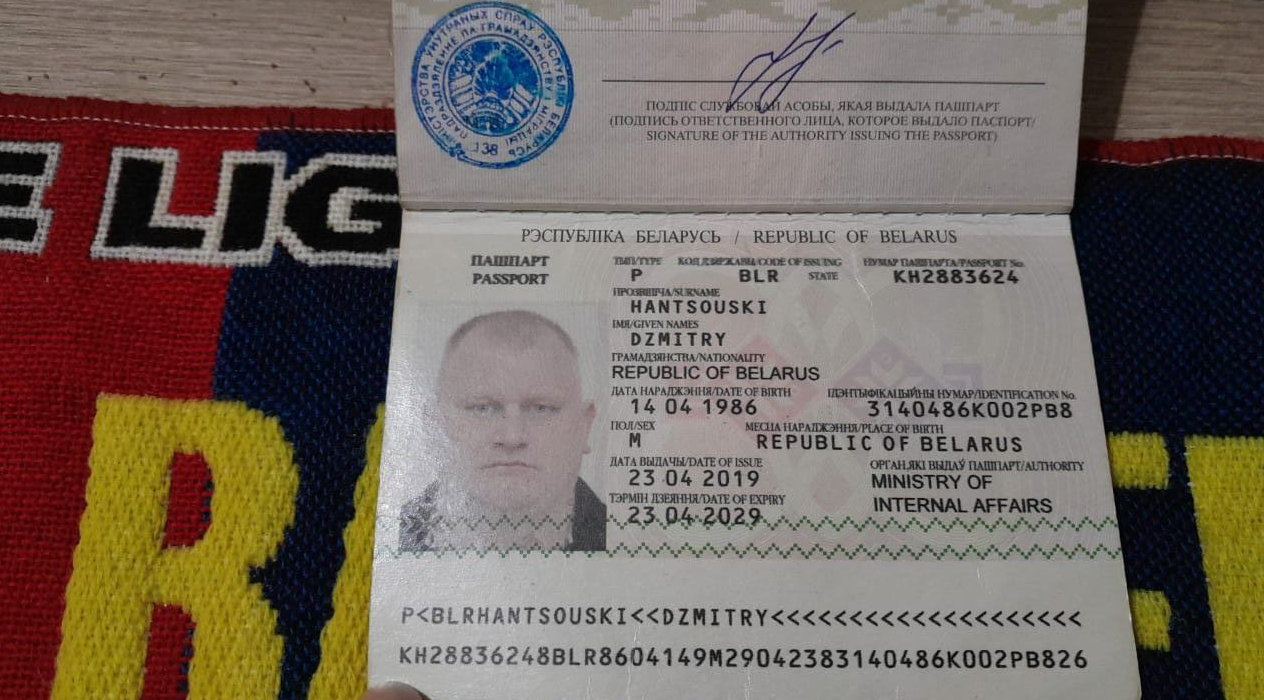 МІНІСТЭРСТВА УНУТРАНЫХ СПРАЎ РЭСПУБЛІКІ БЕЛАРУСЬ
ПАДРАЗДЗЯЛЕННЕ ПА ГРАМАДЗЯНСТВУ І МІГРАЦЫІ
138
ПОДПІС СЛУЖБОВАЙ АСОБЫ, ЯКАЯ ВЫДАЛА ПАШПАРТ
(ПОДПИСЬ ОТВЕТСТВЕННОГО ЛИЦА, КОТОРОЕ ВЫДАЛО ПАСПОРТ/
SIGNATURE OF THE AUTHORITY ISSUING THE PASSPORT)
E LIG
РЭСПУБЛІКА БЕЛАРУСЬ / REPUBLIC OF BELARUS
ПАШПАРТ
PASSPORT
ТЫП/TYPE КОД ДЗЯРЖАВЫ/CODE OF ISSUING STATE НУМАР ПАШПАРТА/PASSPORT No.
P BLR KH2883624
ПРОЗВІШЧА/SURNAME
HANTSOUSKI
ІМЯ/GIVEN NAMES
DZMITRY
ГРАМАДЗЯНСТВА/NATIONALITY
REPUBLIC OF BELARUS
ДАТА НАРАДЖЭННЯ/DATE OF BIRTH ІДЭНТЫФІКАЦЫЙНЫ НУМАР/IDENTIFICATION No.
14 04 1986 3140486K002PB8
ПОЛ/SEX МЕСЦА НАРАДЖЭННЯ/PLACE OF BIRTH
M REPUBLIC OF BELARUS
ДАТА ВЫДАЧЫ/DATE OF ISSUE ОРГАН, ЯКІ ВЫДАЎ ПАШПАРТ/AUTHORITY
23 04 2019 MINISTRY OF
ТЭРМІН ДЗЕЯННЯ/DATE OF EXPIRY INTERNAL AFFAIRS
23 04 2029
P<BLRHANTSOUSKI<<DZMITRY<<<<<<<<<<<<<<<<<<<<
KH28836248BLR8604149M29042383140486K002PB826